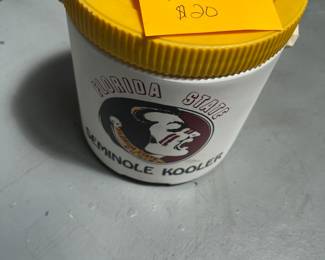 $20
FLORIDA STATE
SEMINOLE KOOLER